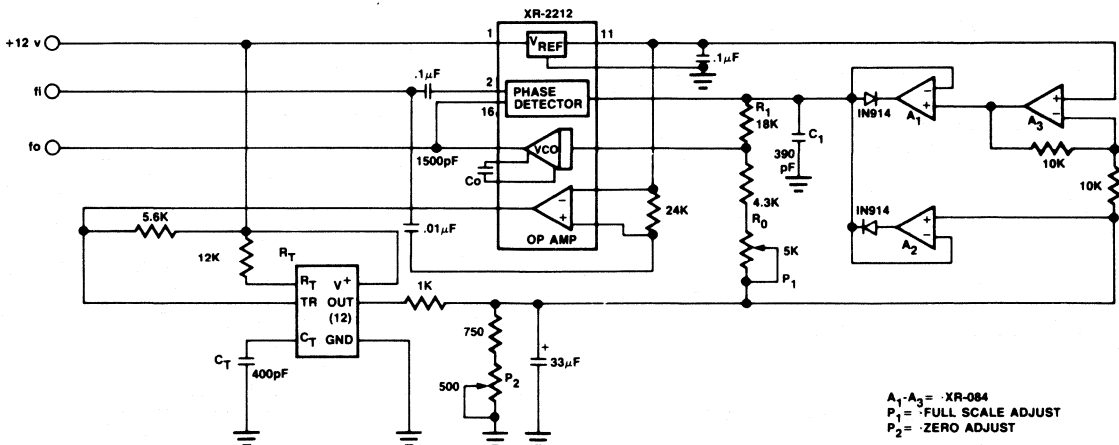 XR-2212
+12 v
1
VREF
11
.1µF
fi
.1µF
2
PHASE
DETECTOR
16
R1
18K
IN914
A1
A3
C1
390
pF
10K
fo
1500pF
VCO
Co
4.3K
R0
10K
5.6K
.01µF
OP AMP
24K
5K
P1
IN914
A2
12K
RT
RT V+
TR OUT
(12)
CT GND
1K
750
+
33µF
CT
400pF
500
P2
A1-A3= ·XR-084
P1= ·FULL SCALE ADJUST
P2= ·ZERO ADJUST